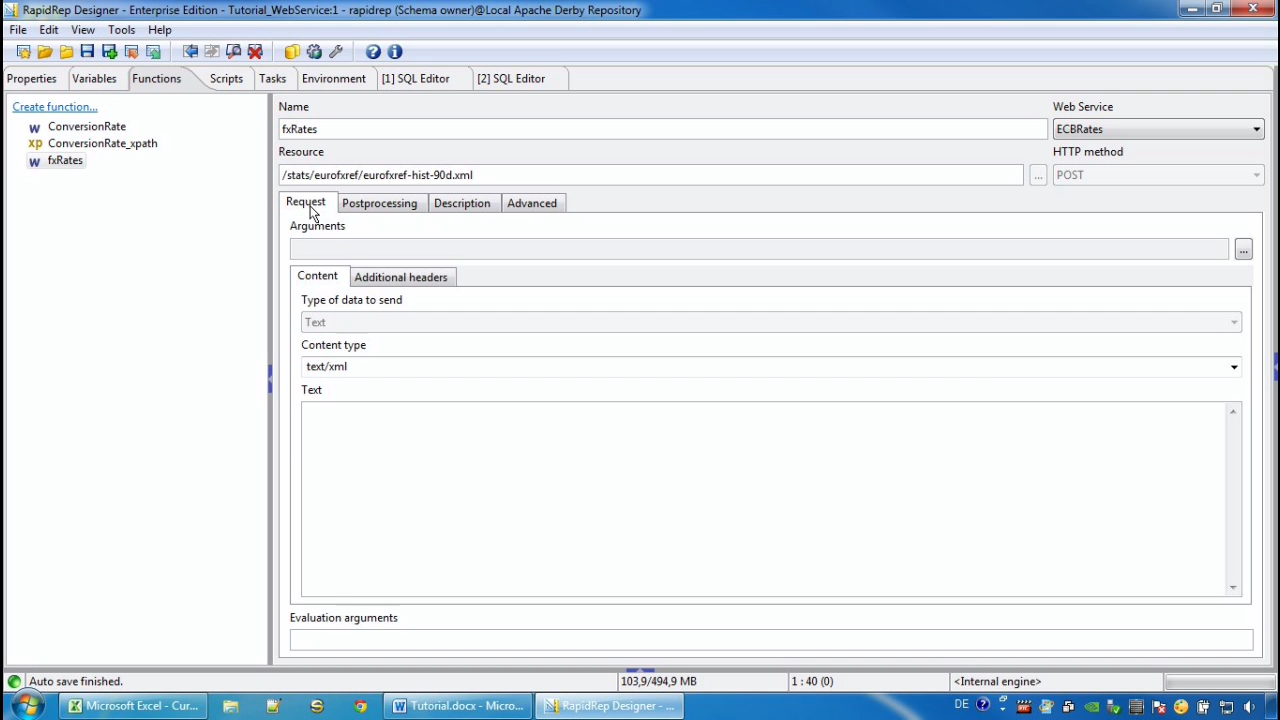 RapidRep Designer - Enterprise Edition - Tutorial_WebService:1 - rapidrep (Schema owner)@Local Apache Derby Repository
File Edit View Tools Help
Properties Variables Functions Scripts Tasks Environment [1] SQL Editor [2] SQL Editor
Create function...
w ConversionRate
xp ConversionRate_xpath
w fxRates
Name
Web Service
fxRates
ECBRates
Resource
HTTP method
/stats/eurofxref/eurofxref-hist-90d.xml
...
POST
Request Postprocessing Description Advanced
Arguments
...
Content Additional headers
Type of data to send
Text
Content type
text/xml
Text
Evaluation arguments
Auto save finished.
103,9/494,9 MB
1 : 40 (0)
<Internal engine>
Microsoft Excel - Cur...
Tutorial.docx - Micro...
RapidRep Designer - ...
DE